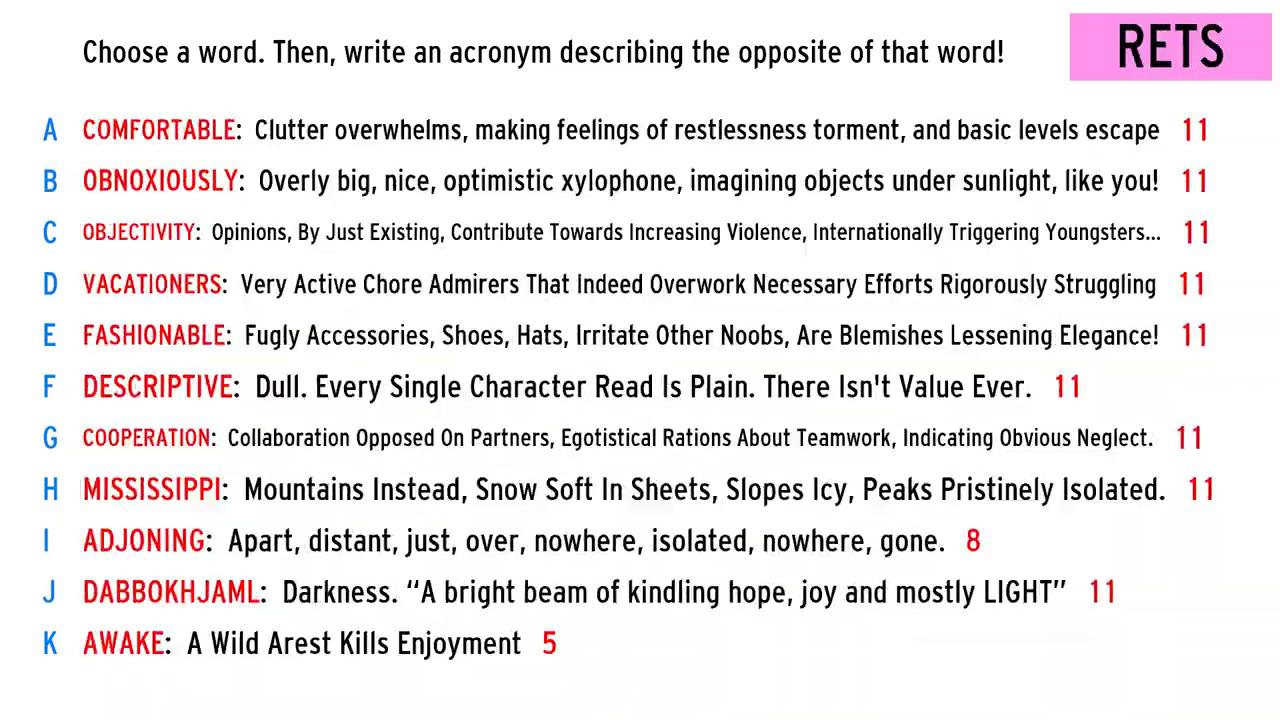 Choose a word. Then, write an acronym describing the opposite of that word!
RETS
A COMFORTABLE: Clutter overwhelms, making feelings of restlessness torment, and basic levels escape 11
B OBNOXIOUSLY: Overly big, nice, optimistic xylophone, imagining objects under sunlight, like you! 11
C OBJECTIVITY: Opinions, By Just Existing, Contribute Towards Increasing Violence, Internationally Triggering Youngsters... 11
D VACATIONERS: Very Active Chore Admirers That Indeed Overwork Necessary Efforts Rigorously Struggling 11
E FASHIONABLE: Fugly Accessories, Shoes, Hats, Irritate Other Noobs, Are Blemishes Lessening Elegance! 11
F DESCRIPTIVE: Dull. Every Single Character Read Is Plain. There Isn't Value Ever. 11
G COOPERATION: Collaboration Opposed On Partners, Egotistical Rations About Teamwork, Indicating Obvious Neglect. 11
H MISSISSIPPI: Mountains Instead, Snow Soft In Sheets, Slopes Icy, Peaks Pristinely Isolated. 11
I ADJOINING: Apart, distant, just, over, nowhere, isolated, nowhere, gone. 8
J DABBOKHJAML: Darkness. “A bright beam of kindling hope, joy and mostly LIGHT” 11
K AWAKE: A Wild Arest Kills Enjoyment 5